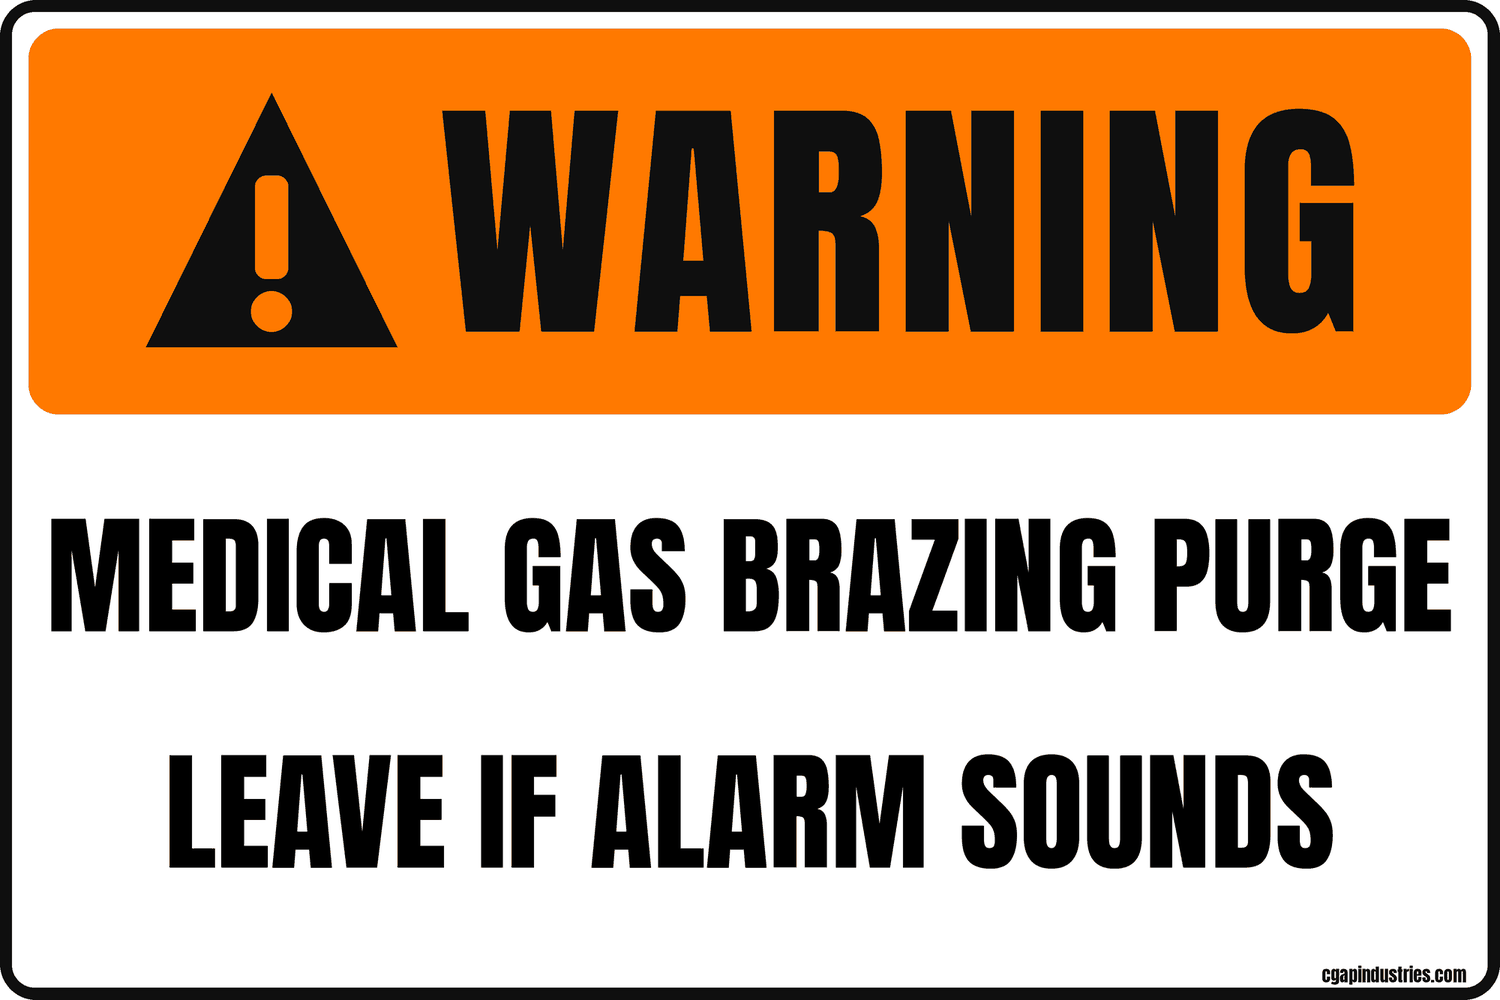 WARNING
MEDICAL GAS BRAZING PURGE
LEAVE IF ALARM SOUNDS
cgapindustries.com